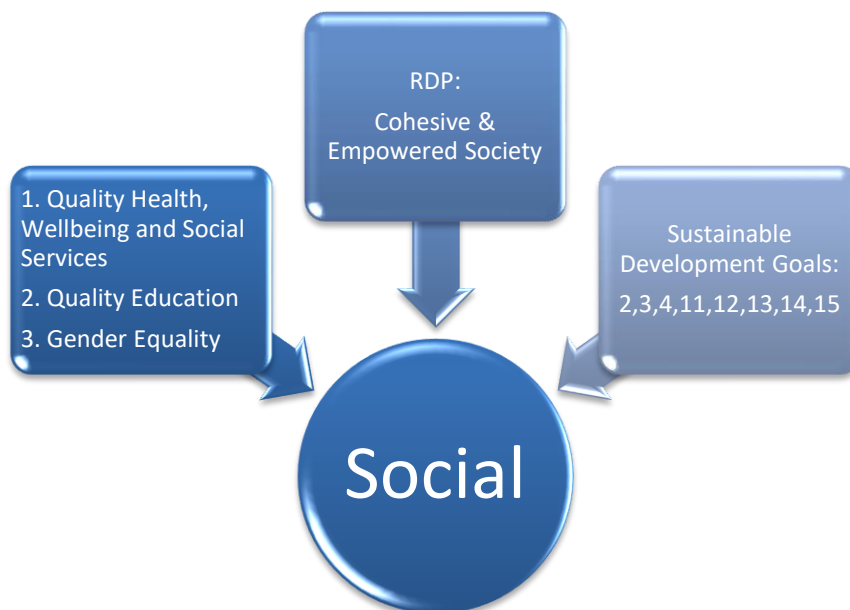 RDP:
Cohesive &
Empowered Society
1. Quality Health,
Wellbeing and Social
Services
2. Quality Education
3. Gender Equality
Sustainable
Development Goals:
2,3,4,11,12,13,14,15
Social